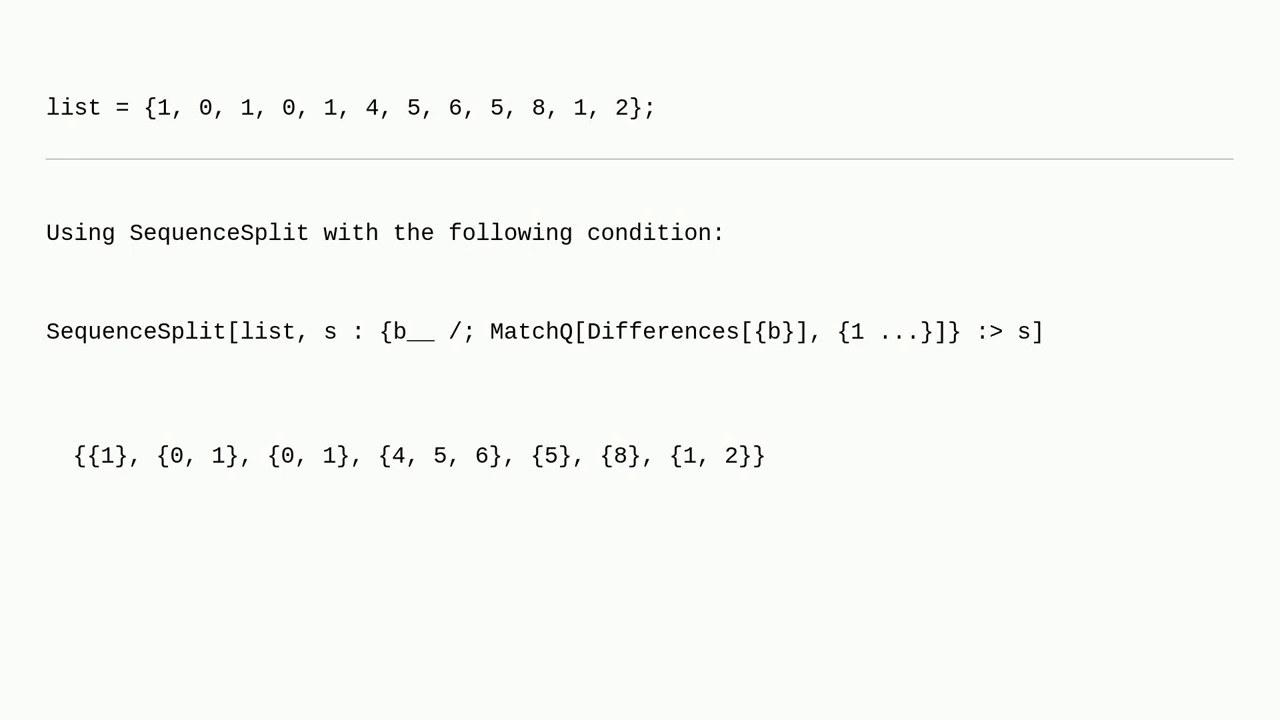 list = {1, 0, 1, 0, 1, 4, 5, 6, 5, 8, 1, 2};
Using SequenceSplit with the following condition:
SequenceSplit[list, s : {b__ /; MatchQ[Differences[{b}], {1 ...}]} :> s]
{{1}, {0, 1}, {0, 1}, {4, 5, 6}, {5}, {8}, {1, 2}}